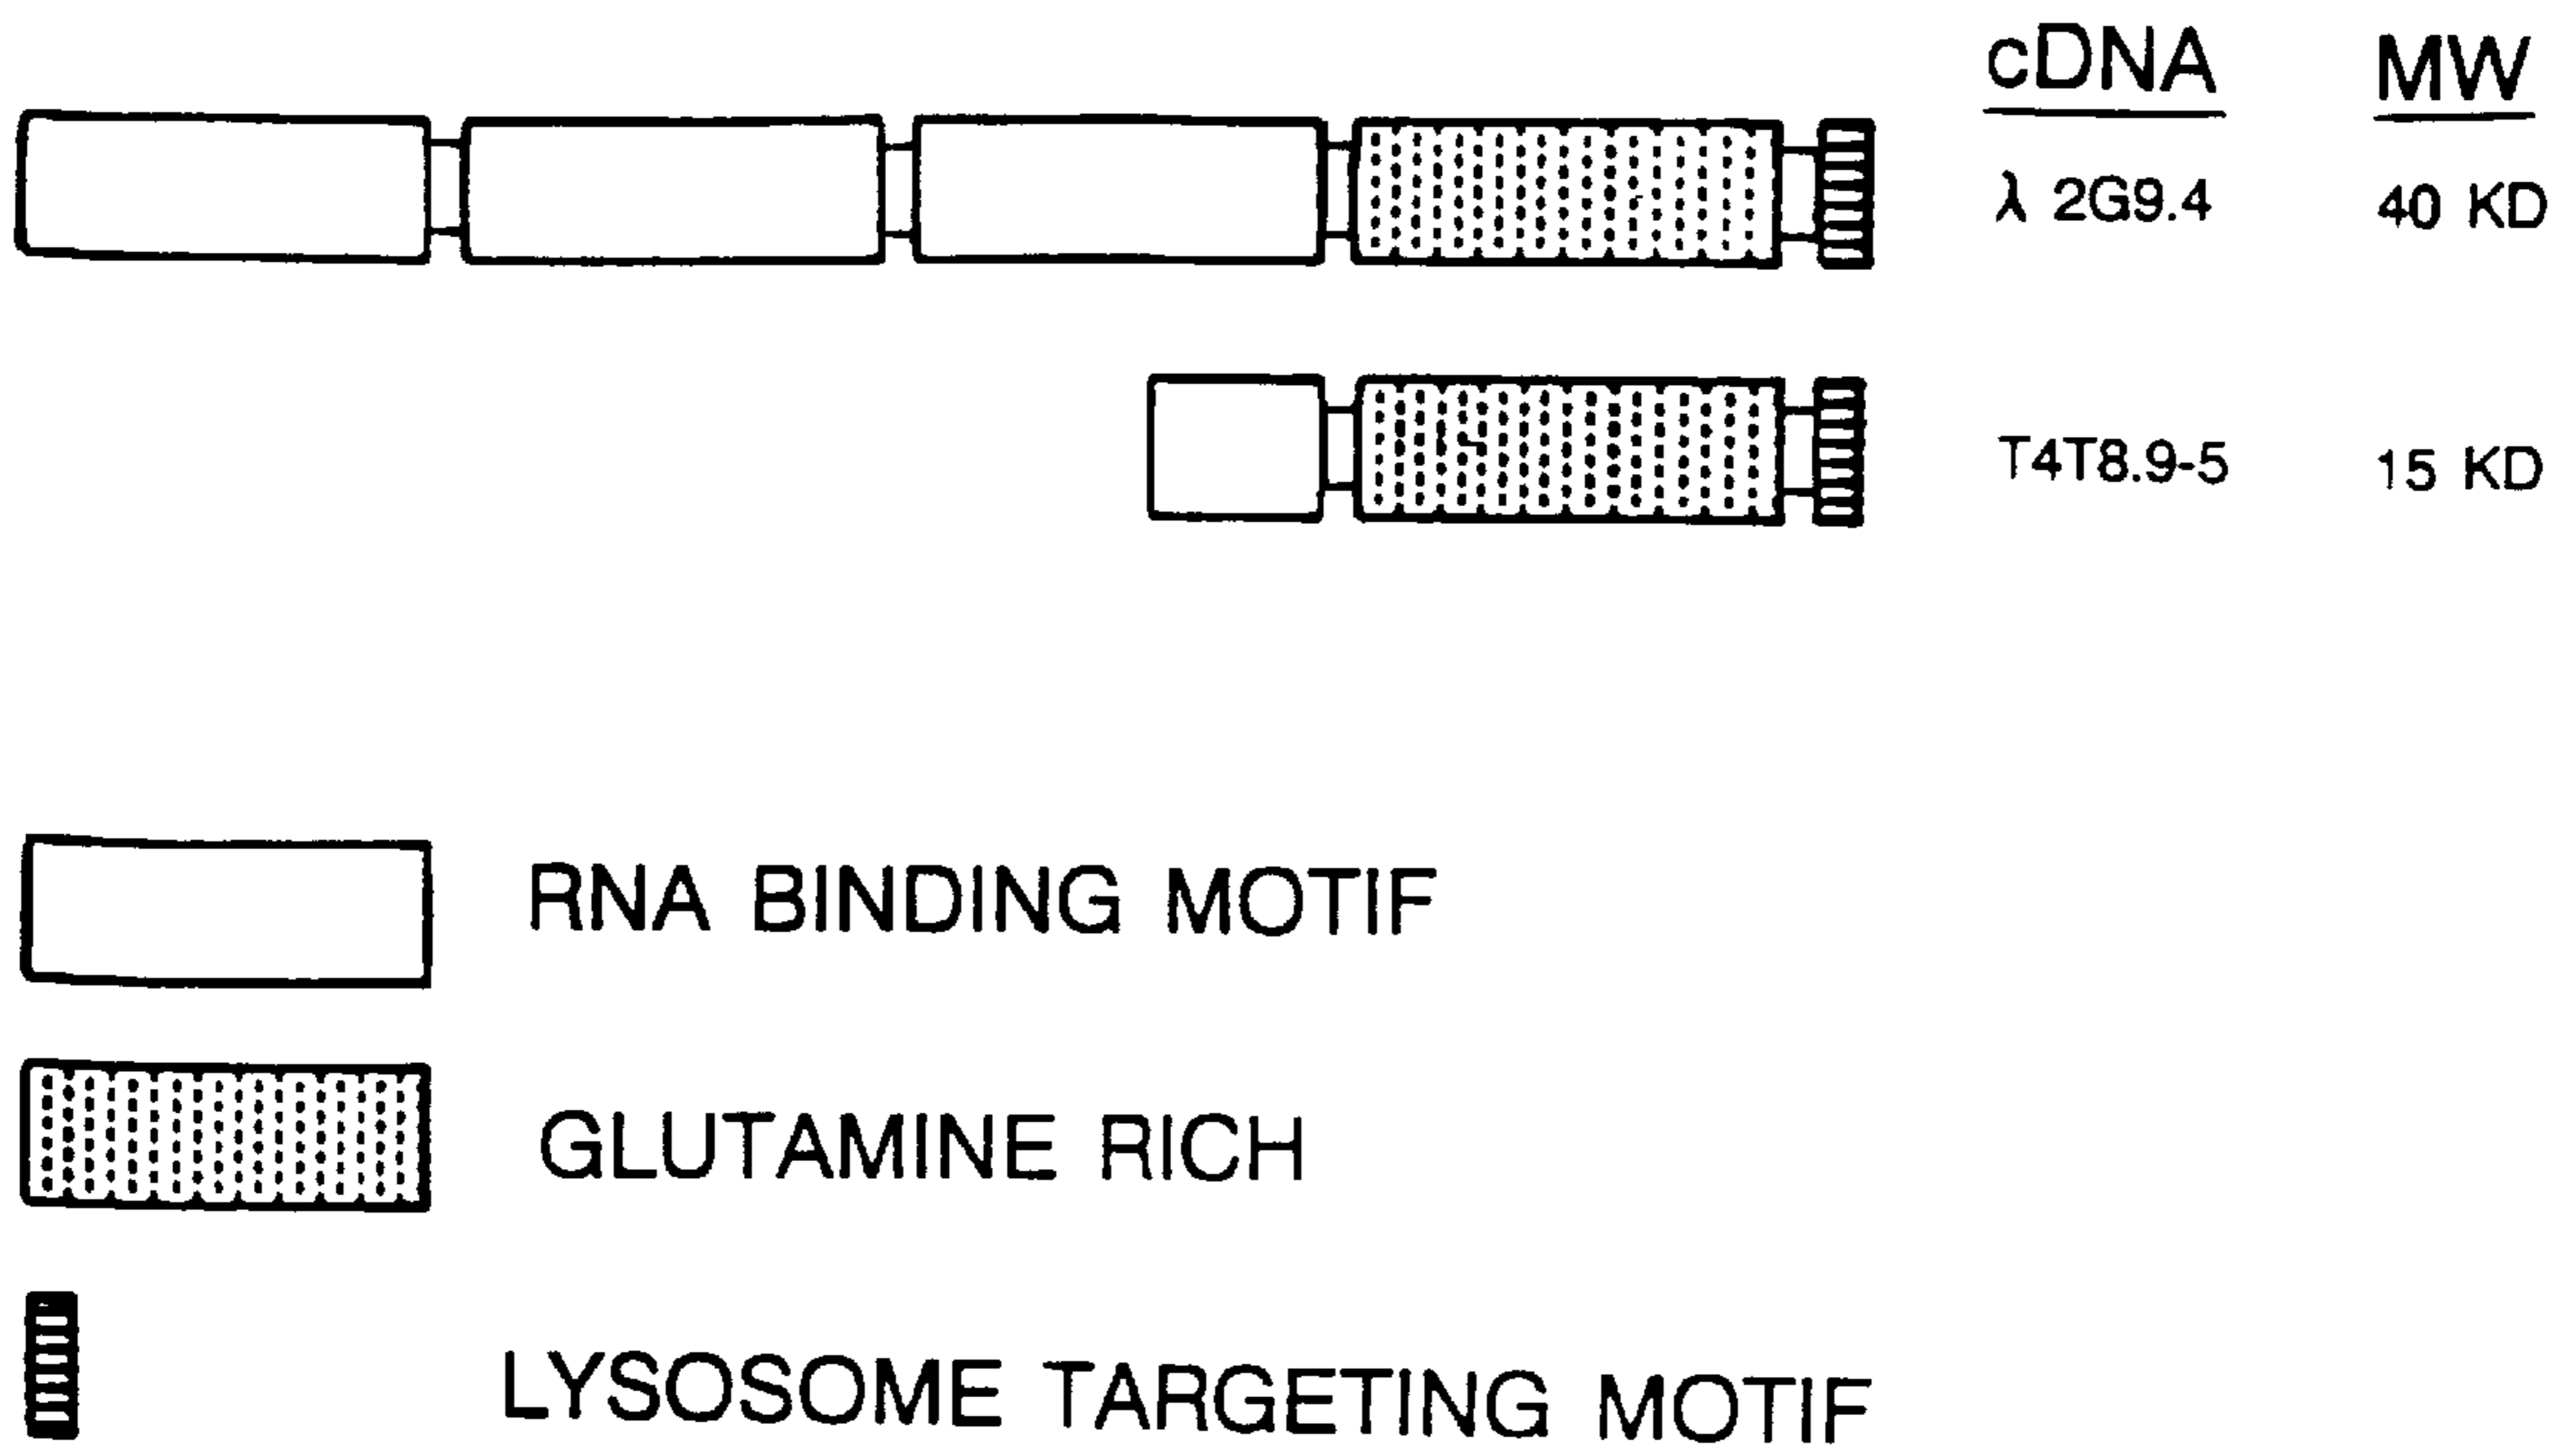 cDNA MW
λ 2G9.4 40 KD
T4T8.9-5 15 KD
RNA BINDING MOTIF
GLUTAMINE RICH
LYSOSOME TARGETING MOTIF